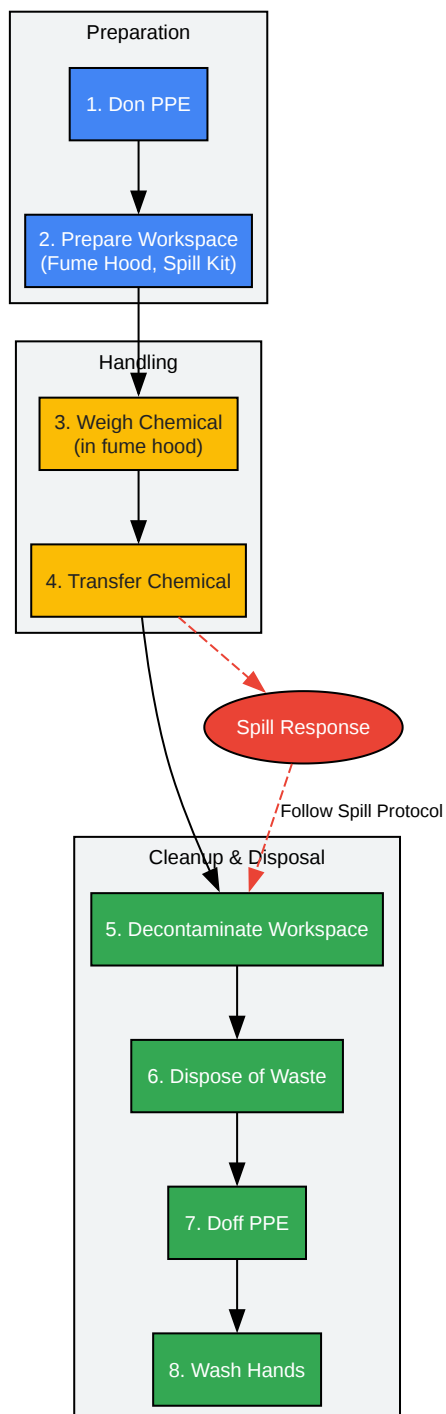 Preparation
1. Don PPE
2. Prepare Workspace
(Fume Hood, Spill Kit)
Handling
3. Weigh Chemical
(in fume hood)
4. Transfer Chemical
Spill Response
Follow Spill Protocol
Cleanup & Disposal
5. Decontaminate Workspace
6. Dispose of Waste
7. Doff PPE
8. Wash Hands